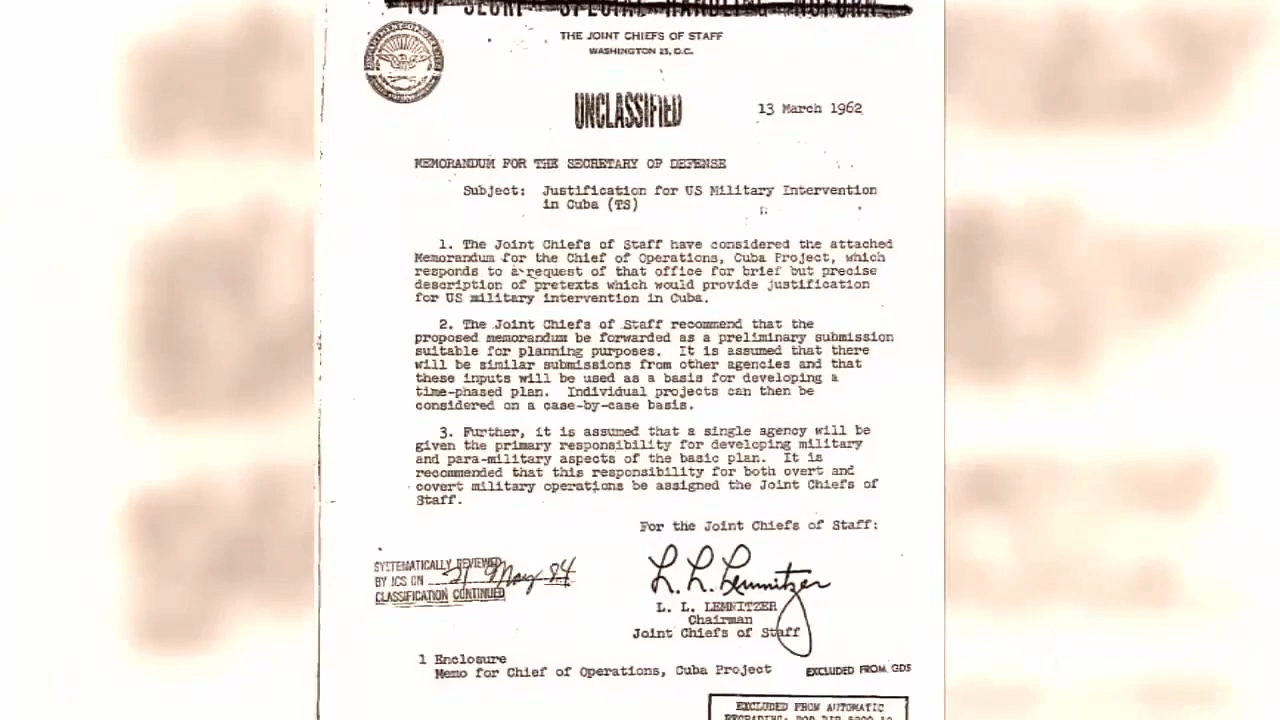 TOP SECRET SPECIAL HANDLING NOFORN
THE JOINT CHIEFS OF STAFF
WASHINGTON 25, D.C.
UNCLASSIFIED
13 March 1962
MEMORANDUM FOR THE SECRETARY OF DEFENSE
Subject: Justification for US Military Intervention
in Cuba (TS)
1. The Joint Chiefs of Staff have considered the attached
Memorandum for the Chief of Operations, Cuba Project, which
responds to a request of that office for brief but precise
description of pretexts which would provide justification
for US military intervention in Cuba.
2. The Joint Chiefs of Staff recommend that the
proposed memorandum be forwarded as a preliminary submission
suitable for planning purposes. It is assumed that there
will be similar submissions from other agencies and that
these inputs will be used as a basis for developing a
time-phased plan. Individual projects can then be
considered on a case-by-case basis.
3. Further, it is assumed that a single agency will be
given the primary responsibility for developing military
and para-military aspects of the basic plan. It is
recommended that this responsibility for both overt and
covert military operations be assigned the Joint Chiefs of
Staff.
For the Joint Chiefs of Staff:
SYSTEMATICALLY REVIEWED
BY JCS ON 21 May 84
CLASSIFICATION CONTINUED
L. L. Lemnitzer
L. L. LEMNITZER
Chairman
Joint Chiefs of Staff
1 Enclosure
Memo for Chief of Operations, Cuba Project
EXCLUDED FROM GDS
EXCLUDED FROM AUTOMATIC